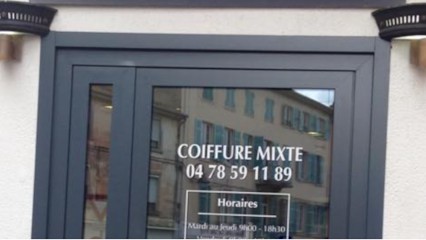 COIFFURE MIXTE
04 78 59 11 89
Horaires
Mardi au Jeudi 9h00 - 18h30